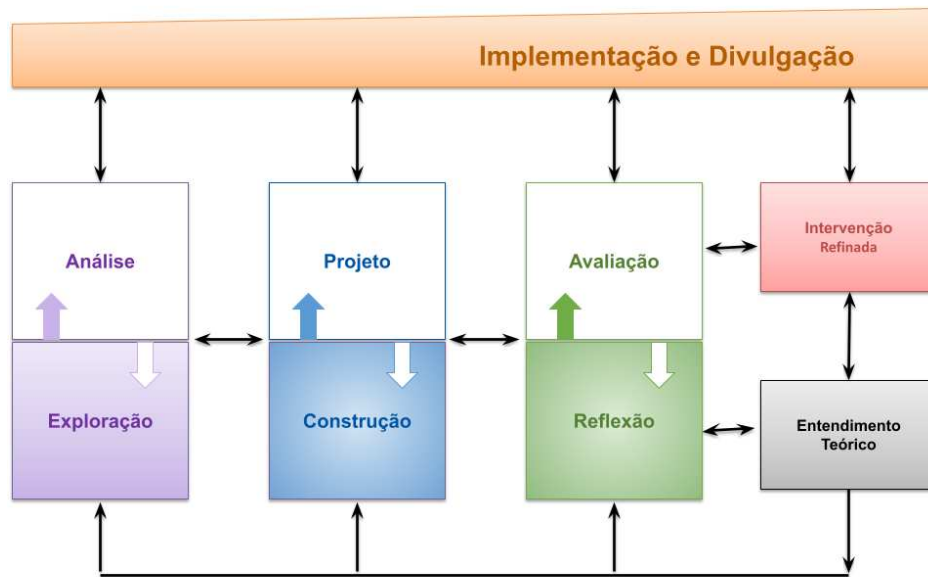 Implementação e Divulgação
Análise
Projeto
Avaliação
Intervenção
Refinada
Exploração
Construção
Reflexão
Entendimento
Teórico